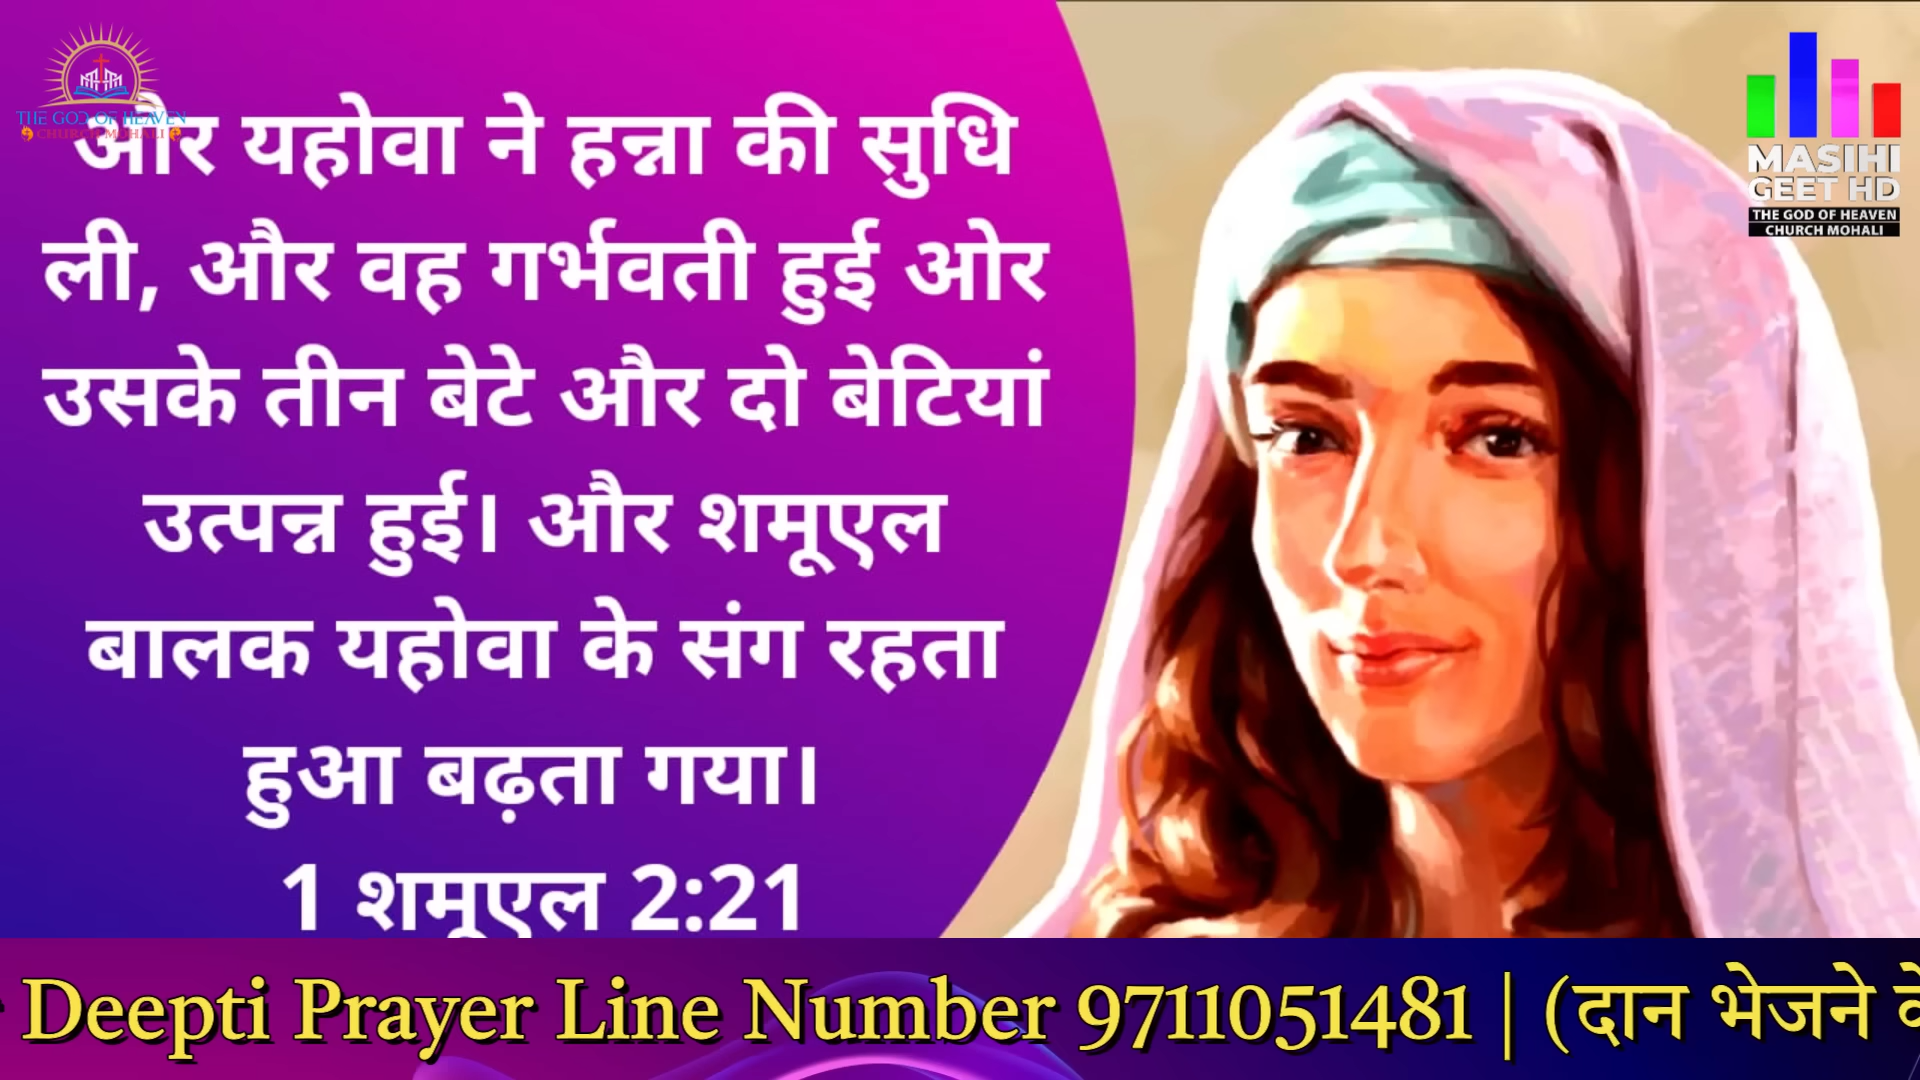 THE GOD OF HEAVEN
CHURCH MOHALI
और यहोवा ने हन्ना की सुधि
ली, और वह गर्भवती हुई ओर
उसके तीन बेटे और दो बेटियां
उत्पन्न हुई। और शमूएल
बालक यहोवा के संग रहता
हुआ बढ़ता गया।
1 शमूएल 2:21
MASIHI
GEET HD
THE GOD OF HEAVEN
CHURCH MOHALI
Deepti Prayer Line Number 9711051481 | (दान भेजने